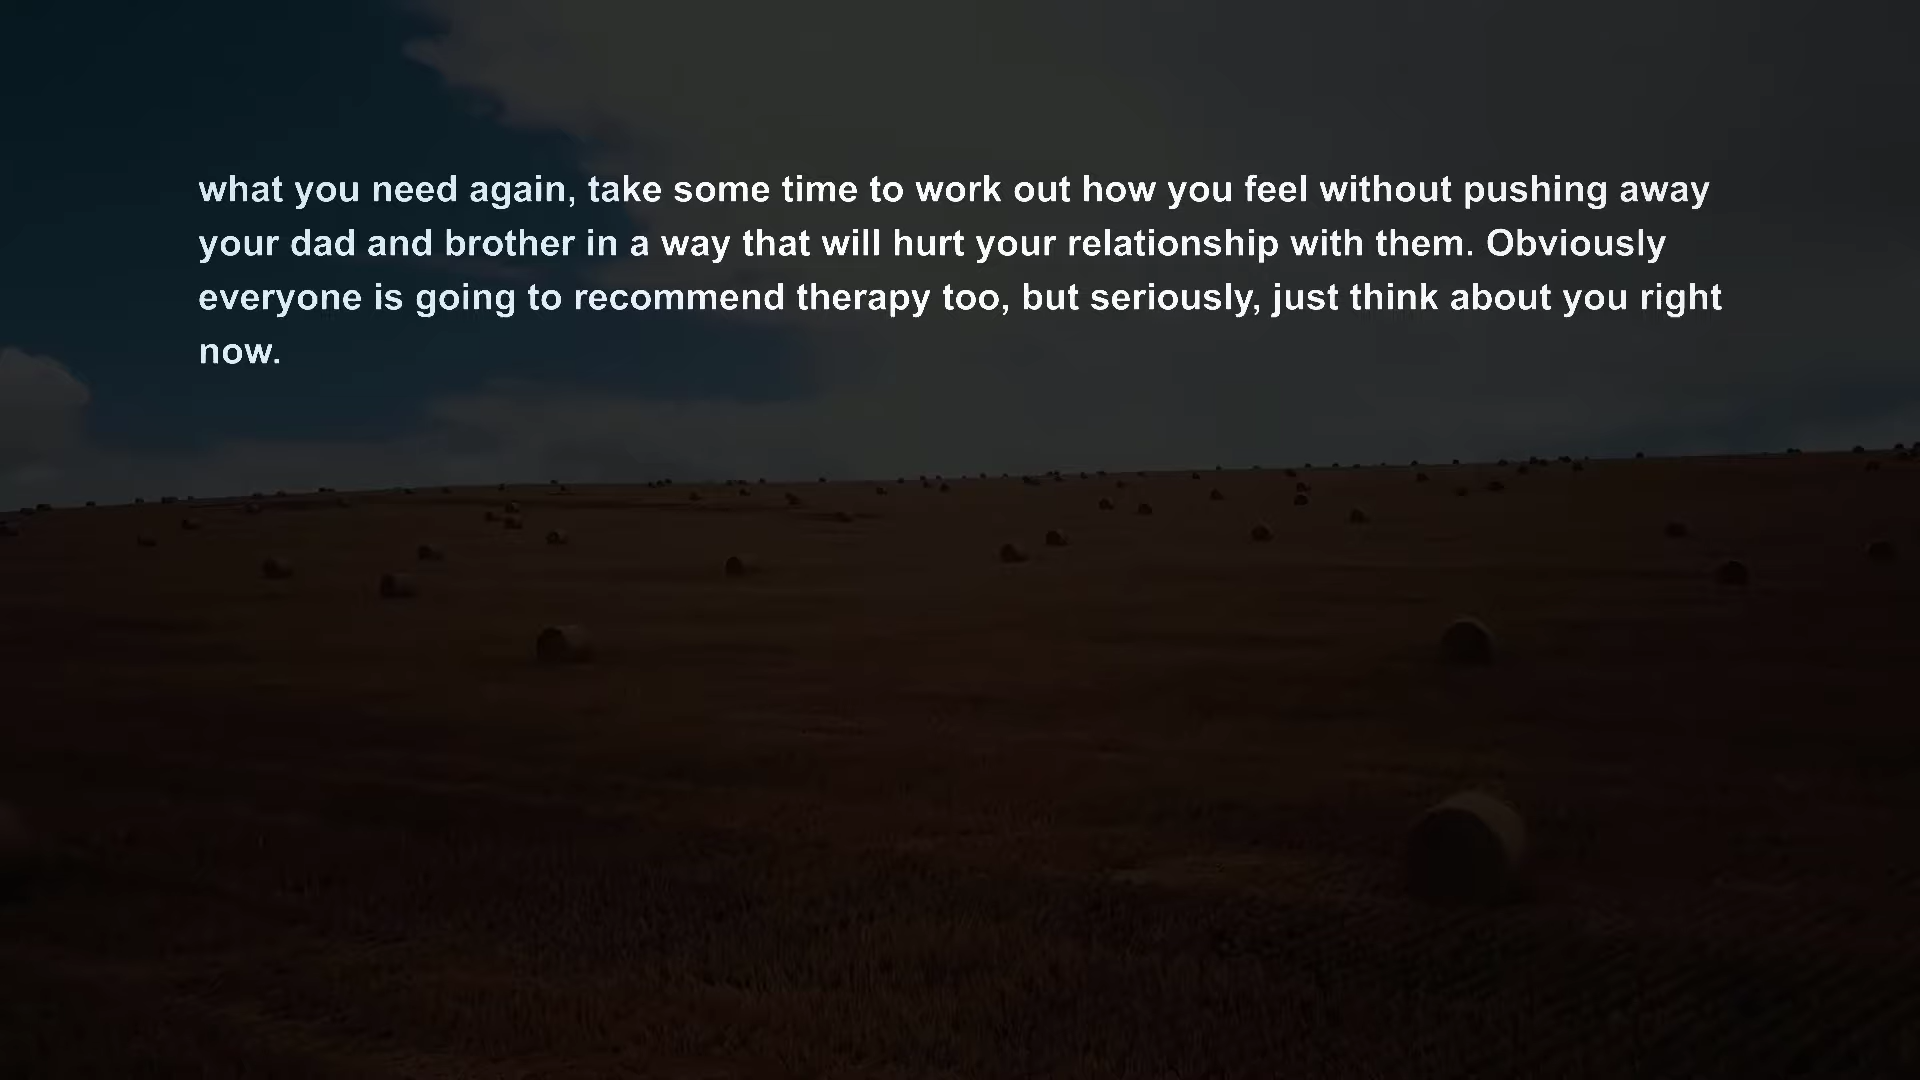 what you need again, take some time to work out how you feel without pushing away
your dad and brother in a way that will hurt your relationship with them. Obviously
everyone is going to recommend therapy too, but seriously, just think about you right
now.